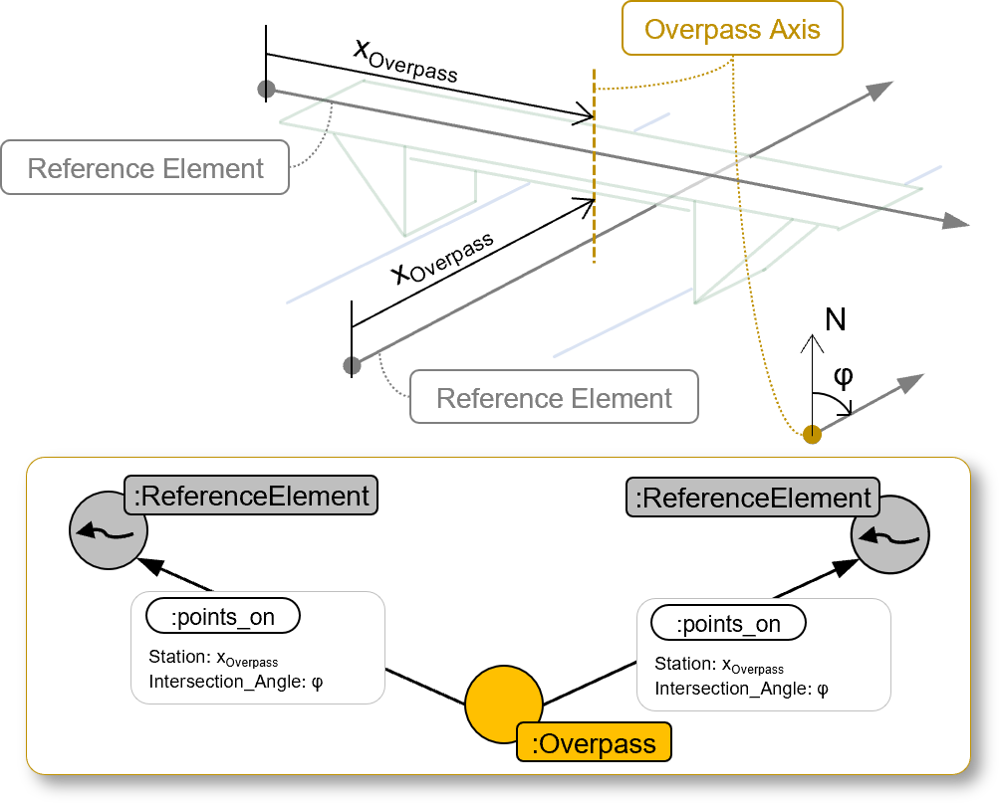 Overpass Axis
xOverpass
Reference Element
xOverpass
N
φ
Reference Element
:ReferenceElement
:ReferenceElement
:points_on
Station: xOverpass
Intersection_Angle: φ
:points_on
Station: xOverpass
Intersection_Angle: φ
:Overpass